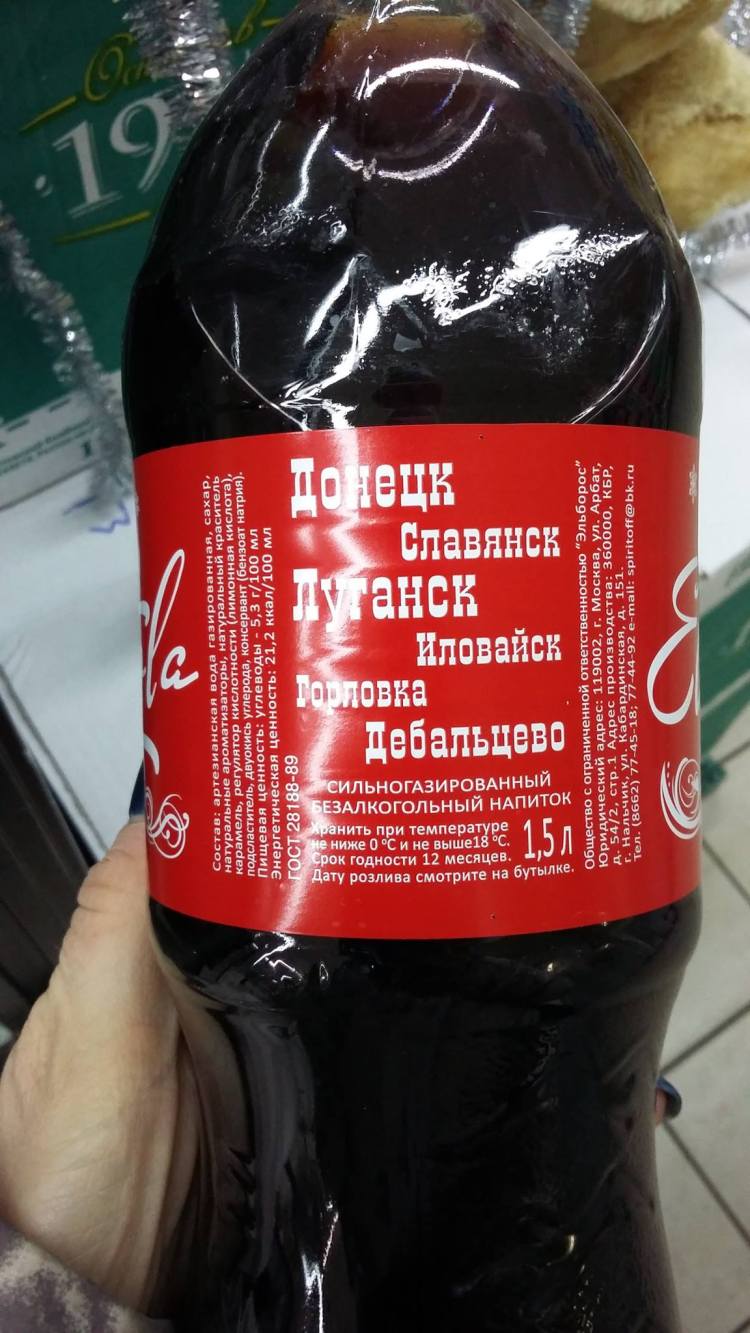 19
la
Состав: артезианская вода газированная, сахар,
натуральные ароматизаторы, натуральный краситель
карамель, регулятор кислотности (лимонная кислота),
подсластитель, двуокись углерода, консервант (бензоат натрия).
Пищевая ценность: углеводы - 5,3 г/100 мл
Энергетическая ценность: 21,2 ккал/100 мл
ГОСТ 28188-89
Донецк
Славянск
Луганск
Иловайск
Горловка
Дебальцево
СИЛЬНОГАЗИРОВАННЫЙ
БЕЗАЛКОГОЛЬНЫЙ НАПИТОК
Хранить при температуре
не ниже 0 °С и не выше18 °С.
Срок годности 12 месяцев.
1,5 л
Дату розлива смотрите на бутылке.
Общество с ограниченной ответственностью "Эльборос"
Юридический адрес: 119002, г. Москва, ул. Арбат,
д. 54/2, стр.1 Адрес производства: 360000, КБР,
г. Нальчик, ул. Кабардинская, д. 151.
Тел. (8662) 77-45-18; 77-44-92 e-mail: spiritoff@bk.ru